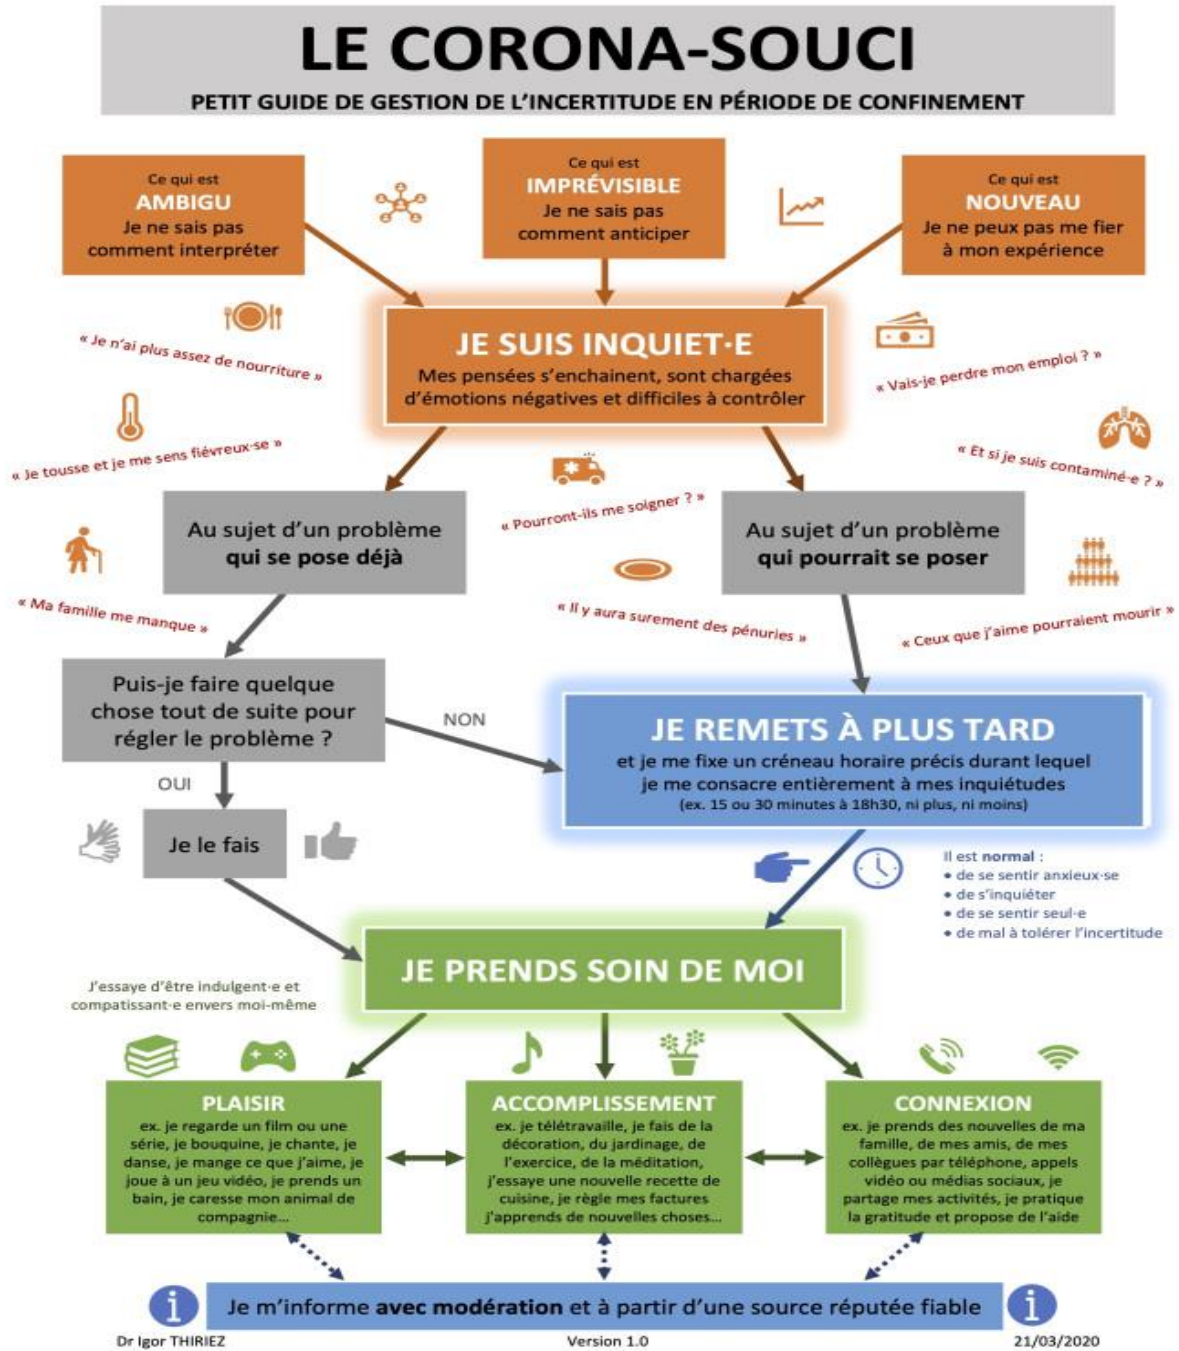 LE CORONA-SOUCI
PETIT GUIDE DE GESTION DE L'INCERTITUDE EN PÉRIODE DE CONFINEMENT
Ce qui est
AMBIGU
Je ne sais pas
comment interpréter
Ce qui est
IMPRÉVISIBLE
Je ne sais pas
comment anticiper
Ce qui est
NOUVEAU
Je ne peux pas me fier
à mon expérience
JE SUIS INQUIET·E
Mes pensées s'enchainent, sont chargées
d'émotions négatives et difficiles à contrôler
« Je n'ai plus assez de nourriture »
« Vais-je perdre mon emploi ? »
« Je tousse et je me sens fiévreux·se »
« Et si je suis contaminé·e ? »
« Pourront-ils me soigner ? »
Au sujet d'un problème
qui se pose déjà
Au sujet d'un problème
qui pourrait se poser
« Ma famille me manque »
« Il y aura surement des pénuries »
« Ceux que j'aime pourraient mourir »
Puis-je faire quelque
chose tout de suite pour
régler le problème ?
NON
OUI
Je le fais
JE REMETS À PLUS TARD
et je me fixe un créneau horaire précis durant lequel
je me consacre entièrement à mes inquiétudes
(ex. 15 ou 30 minutes à 18h30, ni plus, ni moins)
Il est normal :
• de se sentir anxieux·se
• de s'inquiéter
• de se sentir seul·e
• de mal à tolérer l'incertitude
JE PRENDS SOIN DE MOI
J'essaye d'être indulgent·e et
compatissant·e envers moi-même
PLAISIR
ex. je regarde un film ou une
série, je bouquine, je chante, je
danse, je mange ce que j'aime, je
joue à un jeu vidéo, je prends un
bain, je caresse mon animal de
compagnie...
ACCOMPLISSEMENT
ex. je télétravaille, je fais de la
décoration, du jardinage, de
l'exercice, de la méditation,
j'essaye une nouvelle recette de
cuisine, je règle mes factures
j'apprends de nouvelles choses...
CONNEXION
ex. je prends des nouvelles de ma
famille, de mes amis, de mes
collègues par téléphone, appels
vidéo ou médias sociaux, je
partage mes activités, je pratique
la gratitude et propose de l'aide
i
Je m'informe avec modération et à partir d'une source réputée fiable
i
Dr Igor THIRIEZ
Version 1.0
21/03/2020